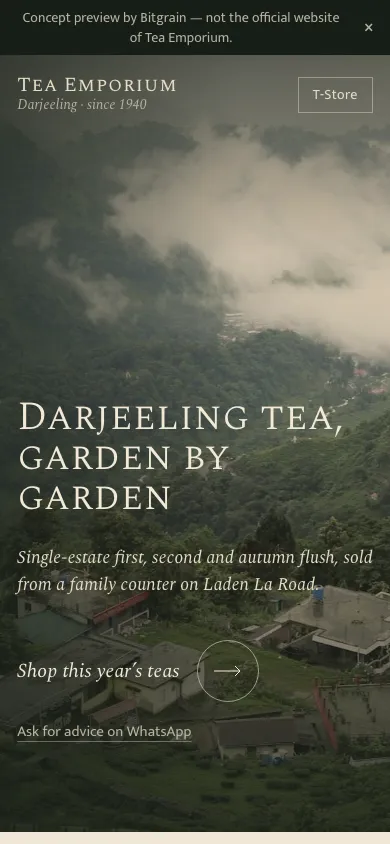 Concept preview by Bitgrain — not the official website
of Tea Emporium.
×
Tea Emporium
Darjeeling · since 1940
T-Store
Darjeeling tea,
garden by
garden
Single-estate first, second and autumn flush, sold
from a family counter on Laden La Road.
Shop this year′s teas
Ask for advice on WhatsApp